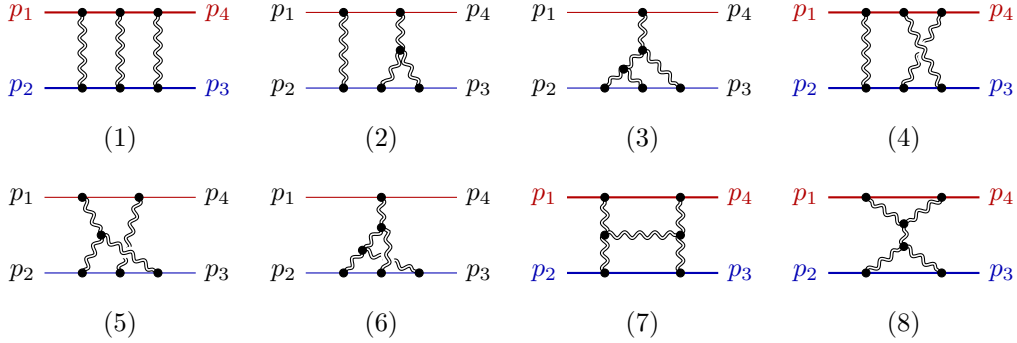 p₁ p₄ p₁ p₄ p₁ p₄ p₁ p₄
p₂ p₃ p₂ p₃ p₂ p₃ p₂ p₃
(1) (2) (3) (4)
p₁ p₄ p₁ p₄ p₁ p₄ p₁ p₄
p₂ p₃ p₂ p₃ p₂ p₃ p₂ p₃
(5) (6) (7) (8)